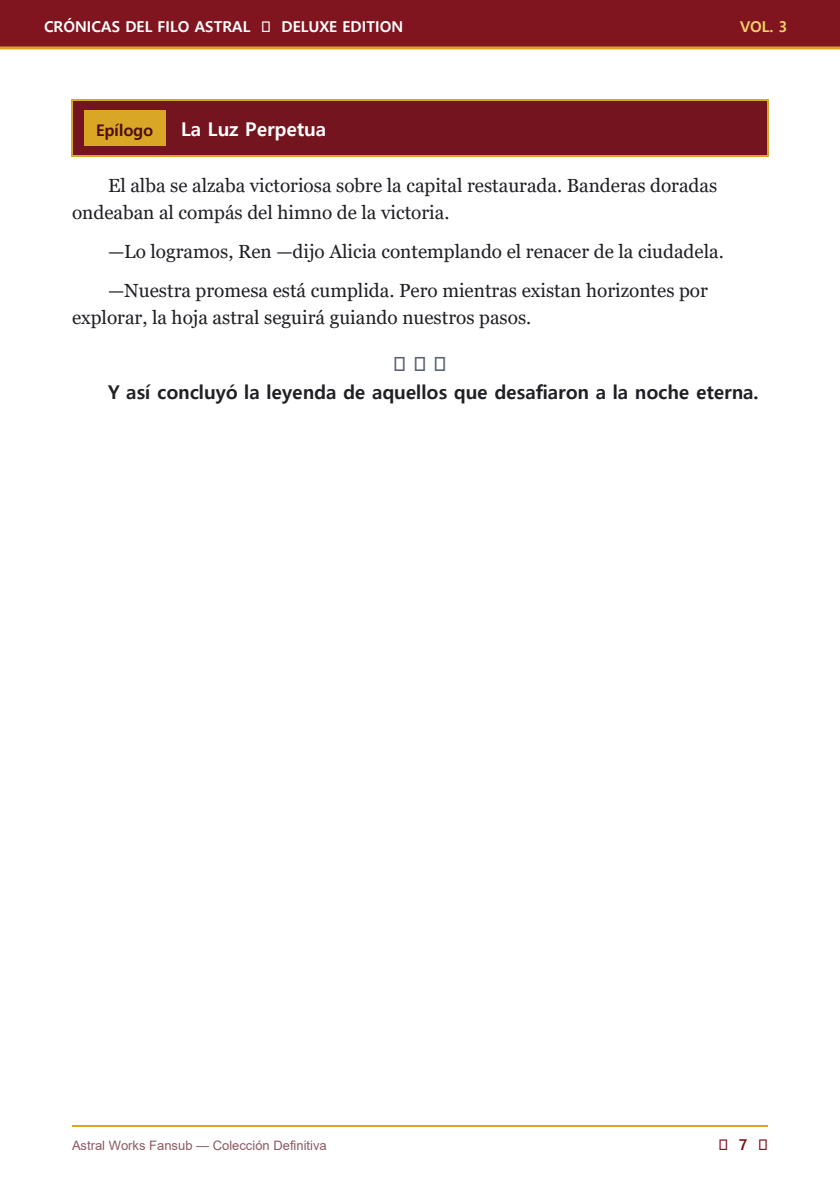 CRÓNICAS DEL FILO ASTRAL ▯ DELUXE EDITION VOL. 3
Epílogo La Luz Perpetua
El alba se alzaba victoriosa sobre la capital restaurada. Banderas doradas
ondeaban al compás del himno de la victoria.
—Lo logramos, Ren —dijo Alicia contemplando el renacer de la ciudadela.
—Nuestra promesa está cumplida. Pero mientras existan horizontes por
explorar, la hoja astral seguirá guiando nuestros pasos.
▯ ▯ ▯
Y así concluyó la leyenda de aquellos que desafiaron a la noche eterna.
Astral Works Fansub — Colección Definitiva ▯ 7 ▯